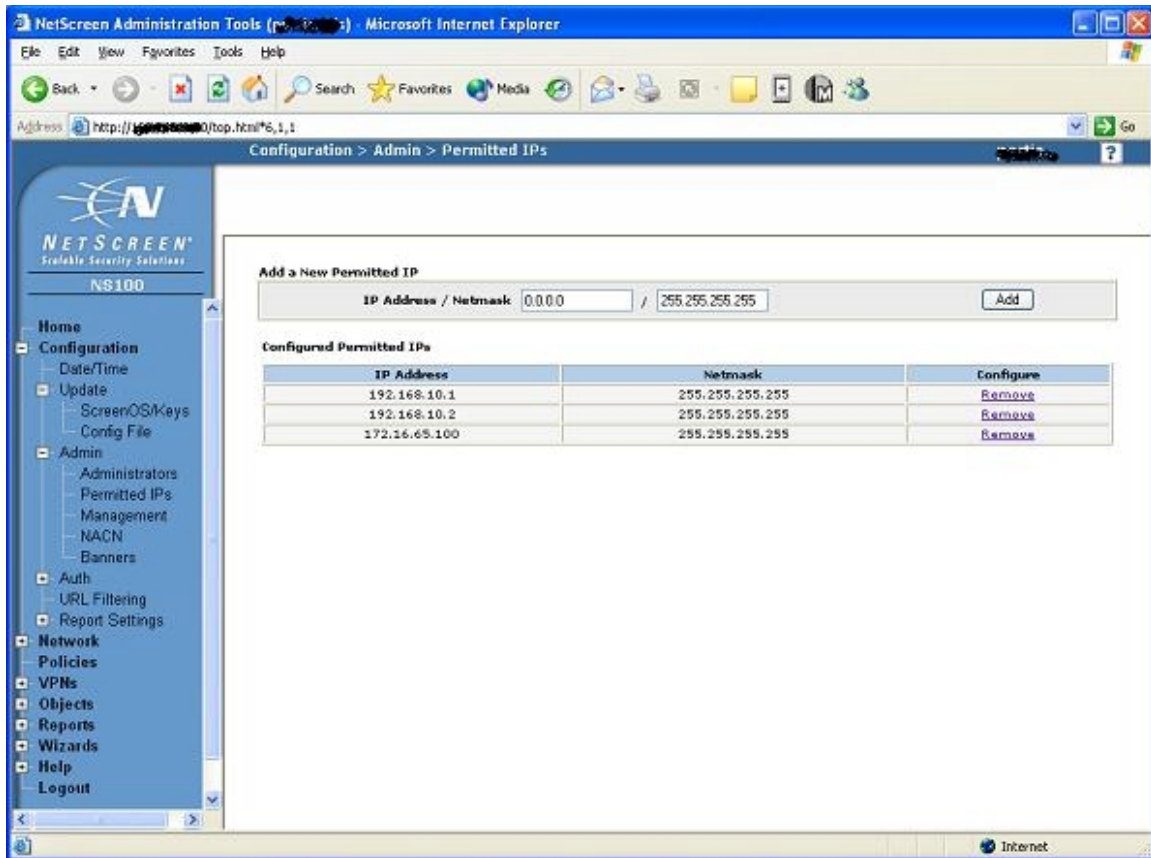 NetScreen Administration Tools ( ) - Microsoft Internet Explorer
File Edit View Favorites Tools Help
Back Search Favorites Media
Address http:// 0/top.html*6,1,1 Go
Configuration > Admin > Permitted IPs ?
N
NETSCREEN
Scalable Security Solutions
NS100
Home
Configuration
Date/Time
Update
ScreenOS/Keys
Config File
Admin
Administrators
Permitted IPs
Management
NACN
Banners
Auth
URL Filtering
Report Settings
Network
Policies
VPNs
Objects
Reports
Wizards
Help
Logout
Add a New Permitted IP
IP Address / Netmask 0.0.0.0 / 255.255.255.255 Add
Configured Permitted IPs
IP Address Netmask Configure
192.168.10.1 255.255.255.255 Remove
192.168.10.2 255.255.255.255 Remove
172.16.65.100 255.255.255.255 Remove
Internet